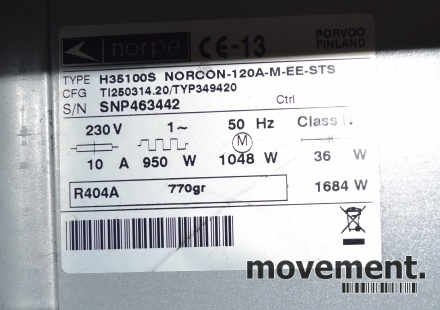 norpe CE-13 PORVOO
FINLAND
TYPE H35100S NORCON-120A-M-EE-STS
CFG TI250314.20/TYP349420
S/N SNP463442 Ctrl
230 V 1~ 50 Hz Class N
M
10 A 950 W 1048 W 36 W
R404A 770gr 1684 W
movement.